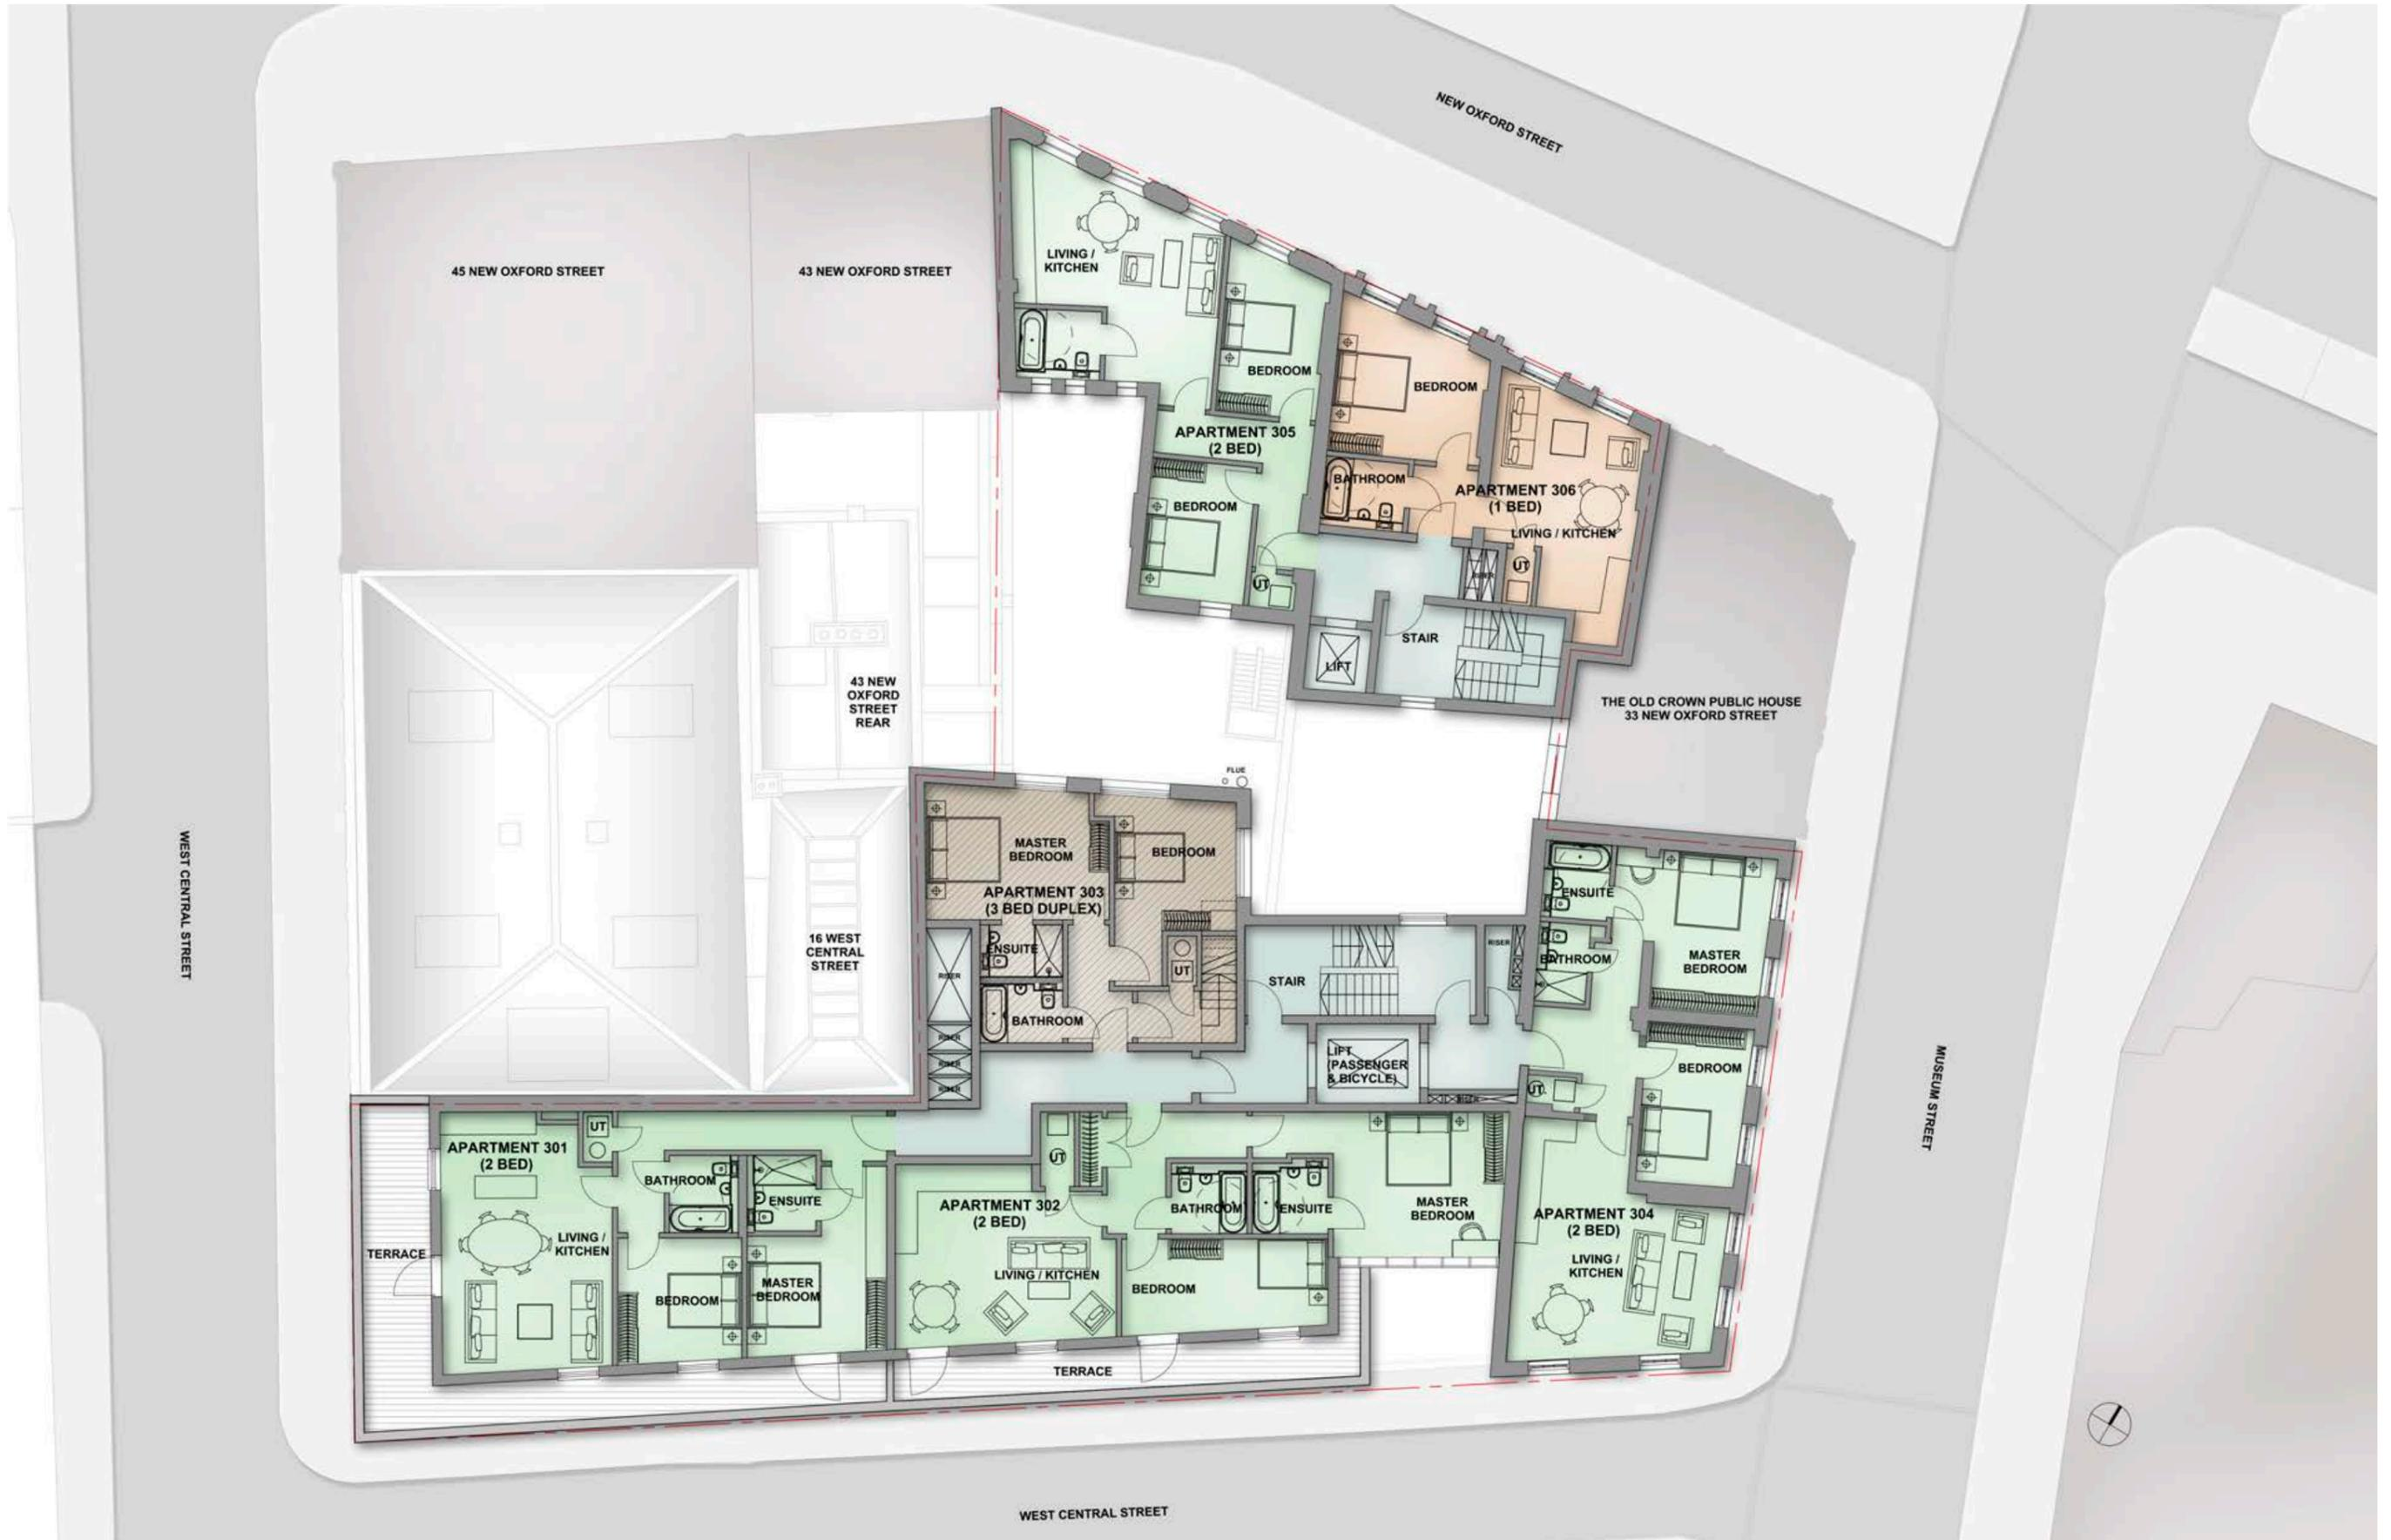 NEW OXFORD STREET
45 NEW OXFORD STREET
43 NEW OXFORD STREET
LIVING /
KITCHEN
BEDROOM
APARTMENT 305
(2 BED)
BEDROOM
UT
BEDROOM
BATHROOM
APARTMENT 306
(1 BED)
LIVING / KITCHEN
UT
RISER
STAIR
LIFT
43 NEW
OXFORD
STREET
REAR
THE OLD CROWN PUBLIC HOUSE
33 NEW OXFORD STREET
FLUE
WEST CENTRAL STREET
16 WEST
CENTRAL
STREET
MASTER
BEDROOM
BEDROOM
APARTMENT 303
(3 BED DUPLEX)
ENSUITE
UT
BATHROOM
RISER
RISER
RISER
RISER
STAIR
RISER
LIFT
(PASSENGER
& BICYCLE)
RISER
ENSUITE
BATHROOM
MASTER
BEDROOM
BEDROOM
UT
APARTMENT 304
(2 BED)
LIVING /
KITCHEN
MUSEUM STREET
APARTMENT 301
(2 BED)
UT
BATHROOM
ENSUITE
LIVING /
KITCHEN
TERRACE
BEDROOM
MASTER
BEDROOM
UT
APARTMENT 302
(2 BED)
LIVING / KITCHEN
BATHROOM
ENSUITE
MASTER
BEDROOM
BEDROOM
TERRACE
WEST CENTRAL STREET